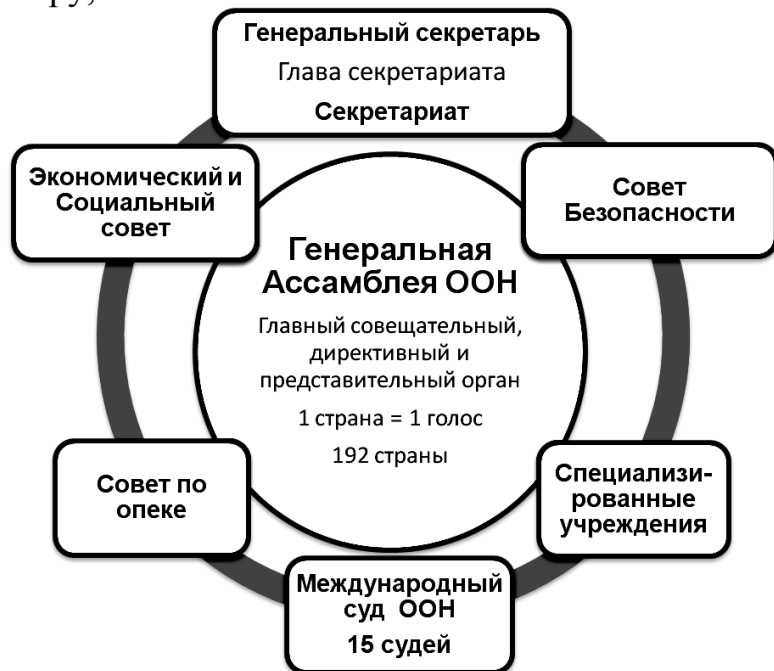 ру,
Генеральный секретарь
Глава секретариата
Секретариат
Экономический и
Социальный
совет
Совет
Безопасности
Генеральная
Ассамблея ООН
Главный совещательный,
директивный и
представительный орган
1 страна = 1 голос
192 страны
Совет по
опеке
Специализи-
рованные
учреждения
Международный
суд ООН
15 судей